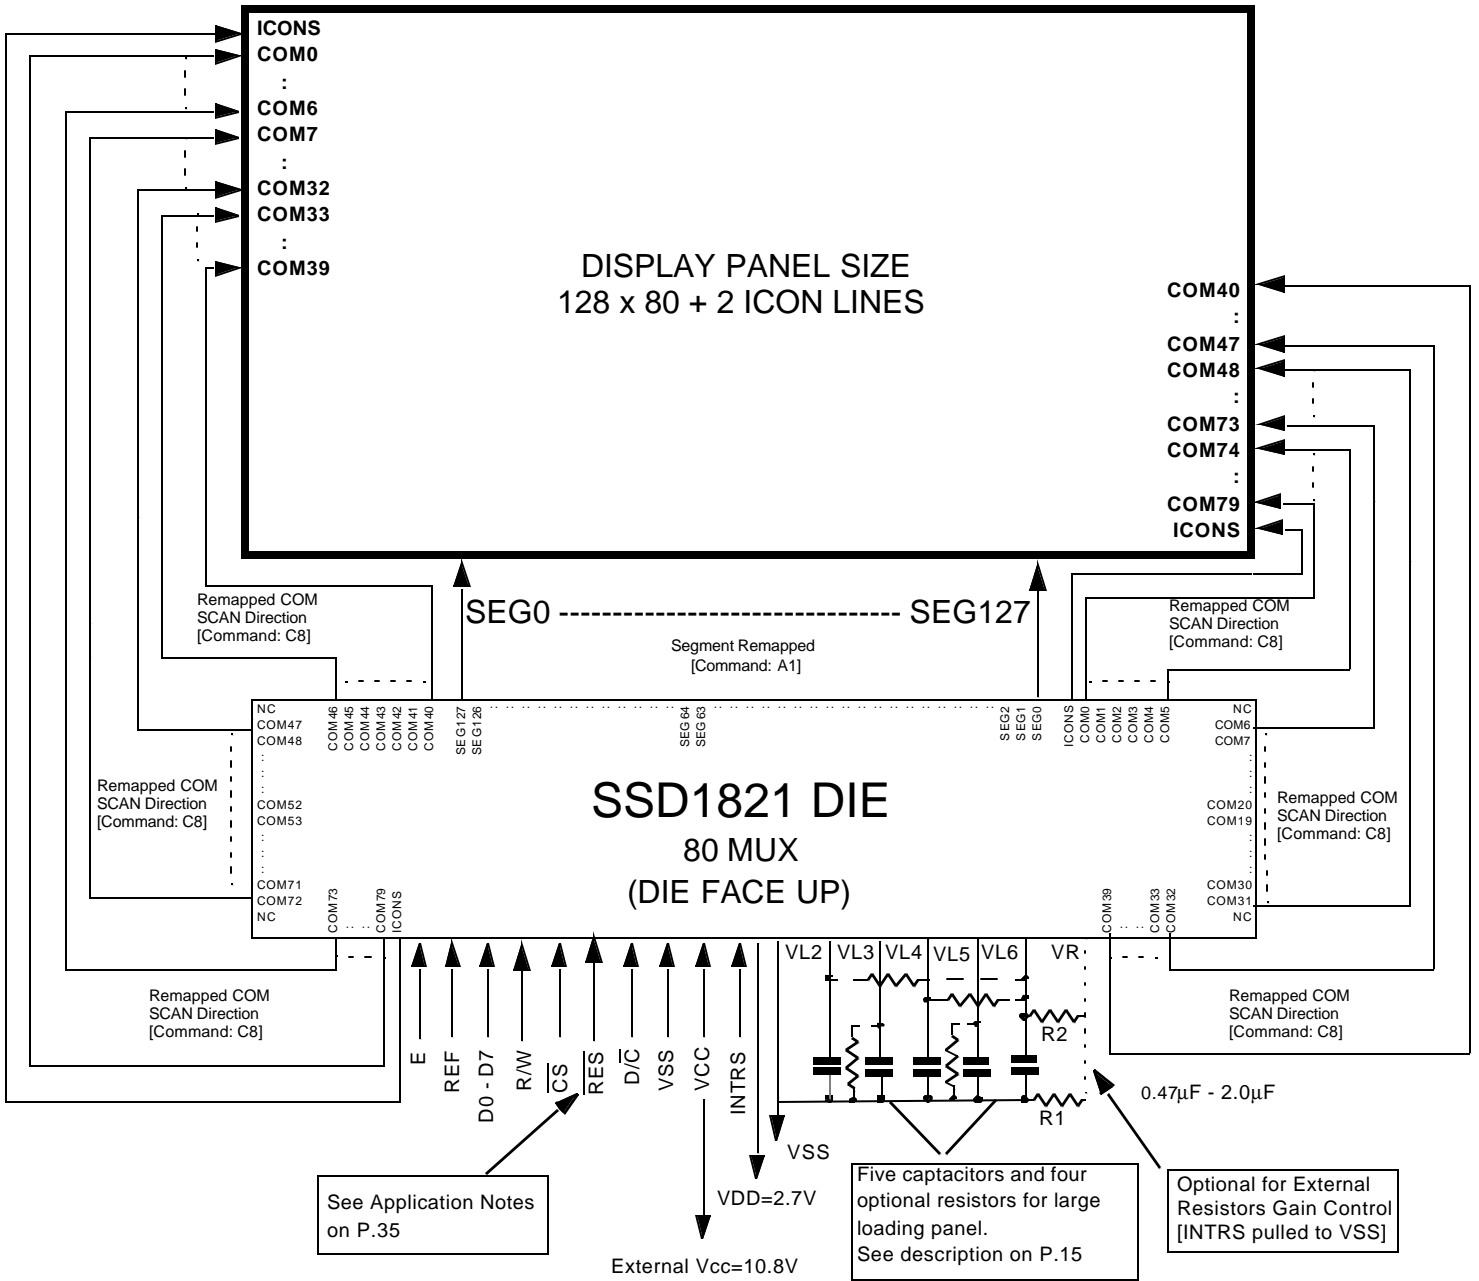 ICONS
COM0
:
COM6
COM7
:
COM32
COM33
:
COM39
DISPLAY PANEL SIZE
128 x 80 + 2 ICON LINES
COM40
:
COM47
COM48
:
COM73
COM74
:
COM79
ICONS
SEG0 -------------------------------- SEG127
Segment Remapped
[Command: A1]
Remapped COM
SCAN Direction
[Command: C8]
Remapped COM
SCAN Direction
[Command: C8]
NC
COM47
COM48
:
:
:
COM52
COM53
:
:
:
COM71
COM72
NC
COM46
COM45
COM44
COM43
COM42
COM41
COM40
SEG127
SEG126
SEG64
SEG63
SEG2
SEG1
SEG0
ICONS
COM0
COM1
COM2
COM3
COM4
COM5
NC
COM6
COM7
:
:
:
COM20
COM19
:
:
:
COM30
COM31
NC
SSD1821 DIE
80 MUX
(DIE FACE UP)
Remapped COM
SCAN Direction
[Command: C8]
Remapped COM
SCAN Direction
[Command: C8]
COM73
.. ..
COM79
ICONS
COM39
.. ..
COM33
COM32
VL2
VL3
VL4
VL5
VL6
VR
Remapped COM
SCAN Direction
[Command: C8]
Remapped COM
SCAN Direction
[Command: C8]
E
REF
D0 - D7
R/W
CS
RES
D/C
VSS
VCC
INTRS
R2
R1
0.47µF - 2.0µF
VSS
VDD=2.7V
External Vcc=10.8V
See Application Notes
on P.35
Five captacitors and four
optional resistors for large
loading panel.
See description on P.15
Optional for External
Resistors Gain Control
[INTRS pulled to VSS]